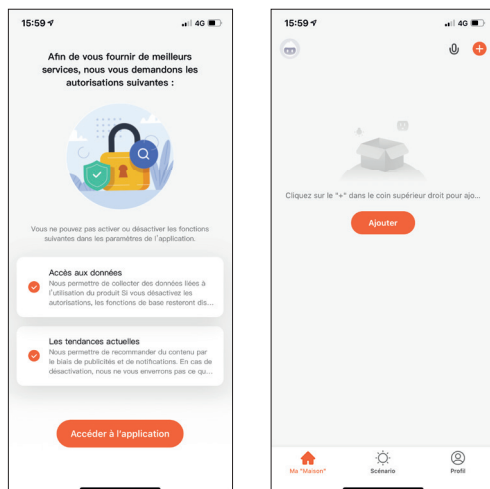 15:59
4G
Afin de vous fournir de meilleurs
services, nous vous demandons les
autorisations suivantes :
Vous ne pouvez pas activer ou désactiver les fonctions
suivantes dans les paramètres de l'application.
Accès aux données
Nous permettre de collecter des données liées à
l'utilisation du produit Si vous désactivez les
autorisations, les fonctions de base resteront dis...
Les tendances actuelles
Nous permettre de recommander du contenu par
le biais de publicités et de notifications. En cas de
désactivation, nous ne vous enverrons pas ce qu...
Accéder à l'application
15:59
4G
Cliquez sur le "+" dans le coin supérieur droit pour ajo...
Ajouter
Ma "Maison"
Scénario
Profil